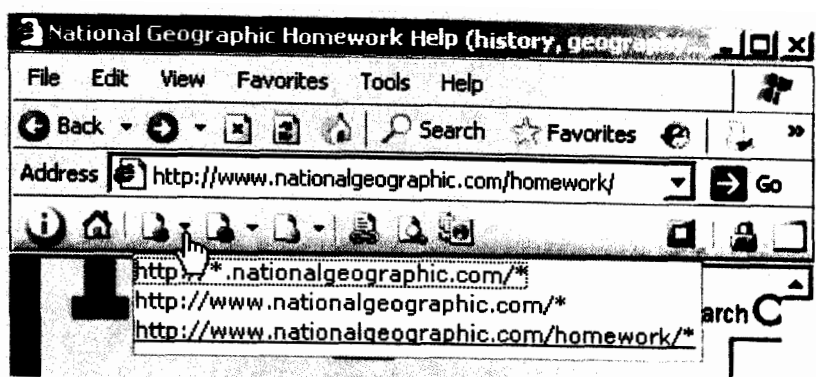 National Geographic Homework Help (history, geography
File Edit View Favorites Tools Help
Back Search Favorites »
Address http://www.nationalgeographic.com/homework/ Go
http://*.nationalgeographic.com/*
http://www.nationalgeographic.com/*
http://www.nationalgeographic.com/homework/*
arch